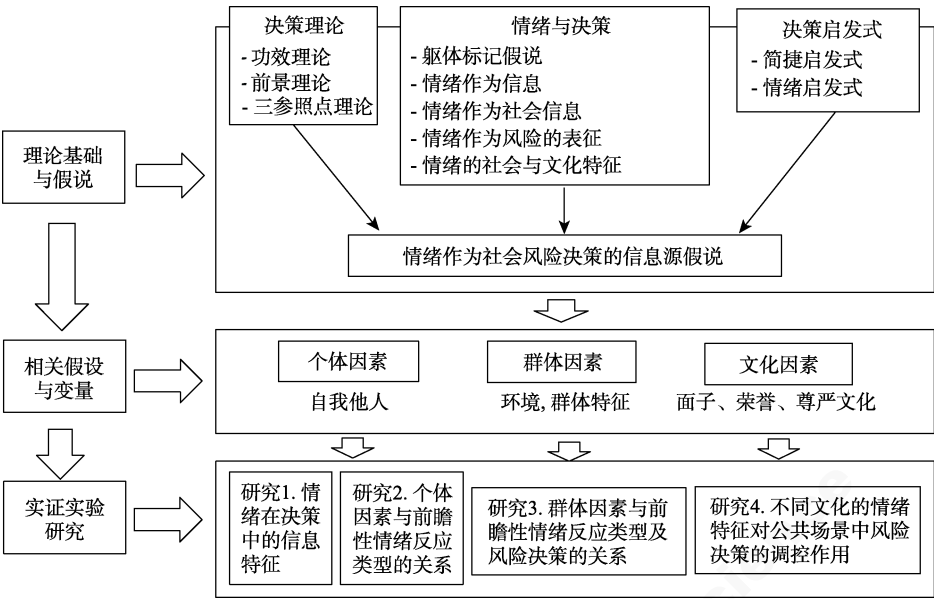 决策理论
- 功效理论
- 前景理论
- 三参照点理论
情绪与决策
- 躯体标记假说
- 情绪作为信息
- 情绪作为社会信息
- 情绪作为风险的表征
- 情绪的社会与文化特征
决策启发式
- 简捷启发式
- 情绪启发式
理论基础
与假说
情绪作为社会风险决策的信息源假说
相关假设
与变量
个体因素
自我他人
群体因素
环境, 群体特征
文化因素
面子、荣誉、尊严文化
实证实验
研究
研究1. 情
绪在决策
中的信息
特征
研究2. 个体
因素与前瞻
性情绪反应
类型的关系
研究3. 群体因素与前
瞻性情绪反应类型及
风险决策的关系
研究4. 不同文化的情绪
特征对公共场景中风险
决策的调控作用